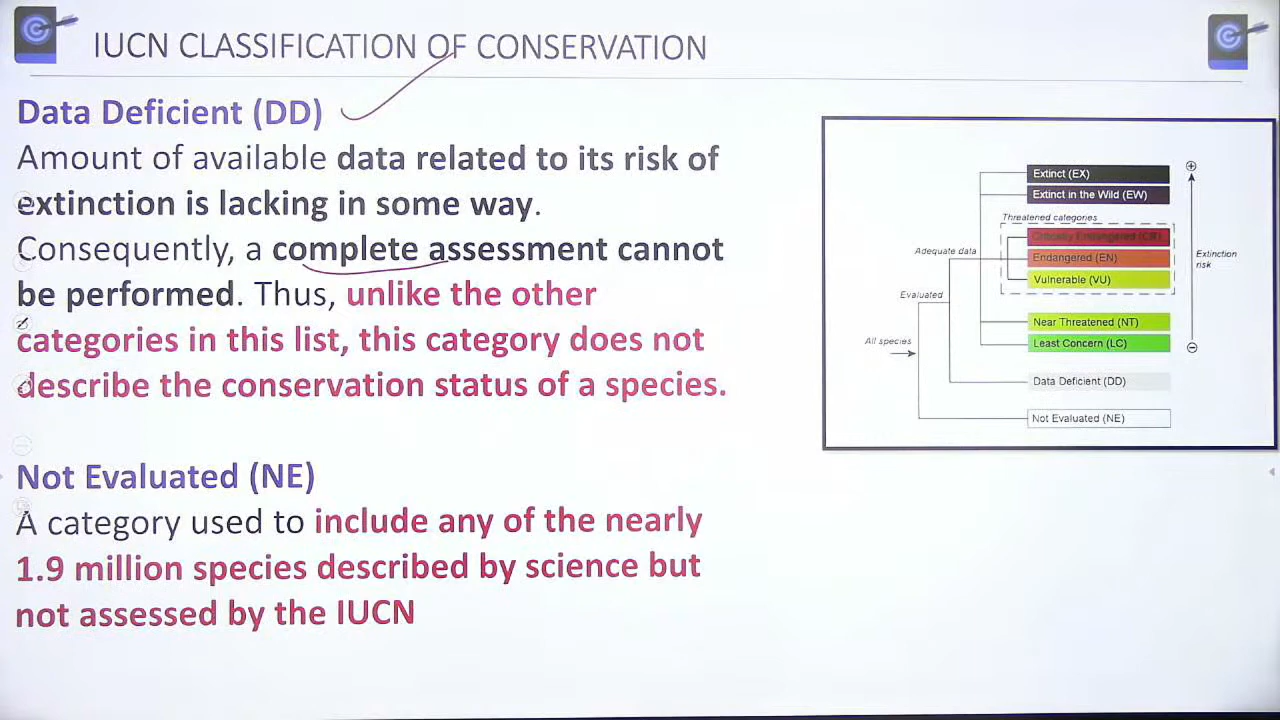 IUCN CLASSIFICATION OF CONSERVATION
Data Deficient (DD)
Amount of available data related to its risk of
extinction is lacking in some way.
Consequently, a complete assessment cannot
be performed. Thus, unlike the other
categories in this list, this category does not
describe the conservation status of a species.
Not Evaluated (NE)
A category used to include any of the nearly
1.9 million species described by science but
not assessed by the IUCN
Extinct (EX)
Extinct in the Wild (EW)
Threatened categories
Critically Endangered (CR)
Adequate data
Endangered (EN)
Extinction
risk
Vulnerable (VU)
Evaluated
Near Threatened (NT)
All species
Least Concern (LC)
Data Deficient (DD)
Not Evaluated (NE)